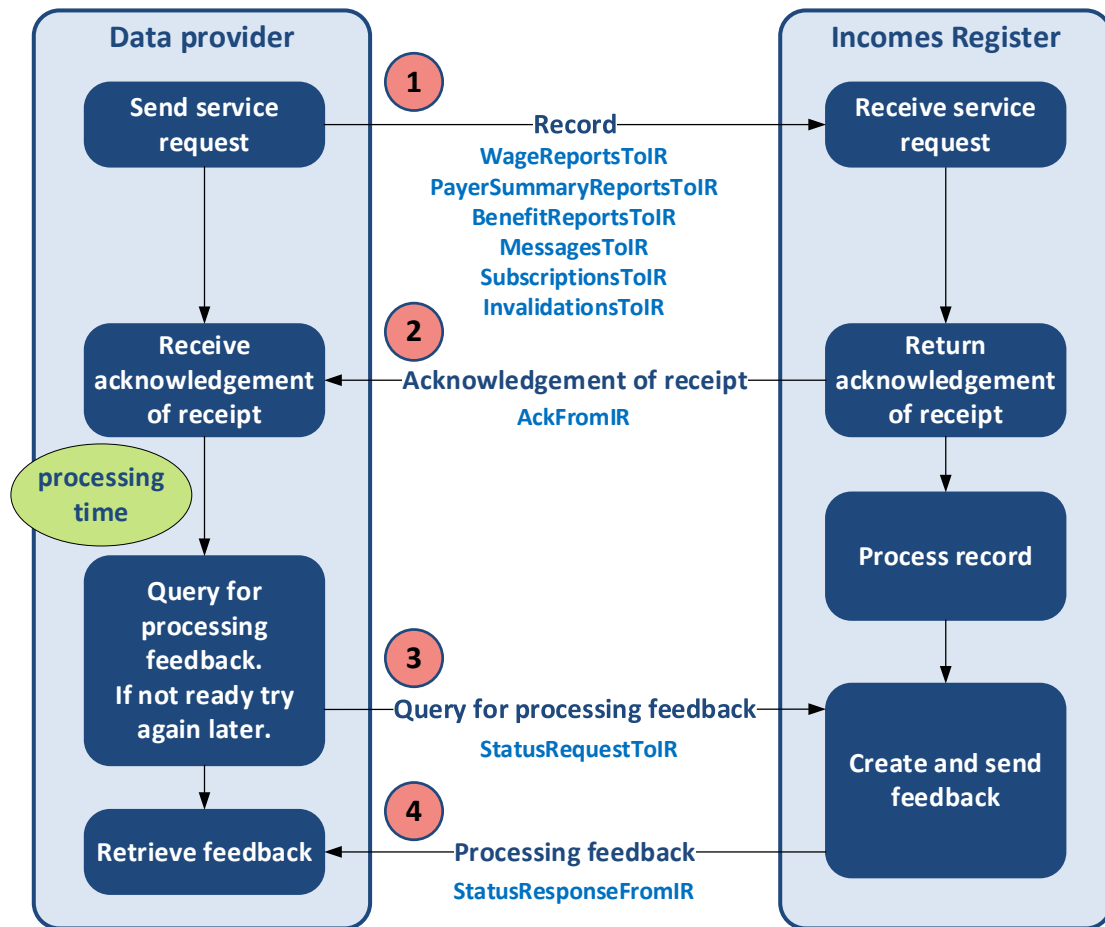 Data provider
Incomes Register
1
Send service
request
Receive service
request
Record
WageReportsToIR
PayerSummaryReportsToIR
BenefitReportsToIR
MessagesToIR
SubscriptionsToIR
InvalidationsToIR
2
Receive
acknowledgement
of receipt
Acknowledgement of receipt
AckFromIR
Return
acknowledgement
of receipt
processing
time
Process record
Query for
processing
feedback.
If not ready try
again later.
3
Query for processing feedback
StatusRequestToIR
Create and send
feedback
4
Retrieve feedback
Processing feedback
StatusResponseFromIR